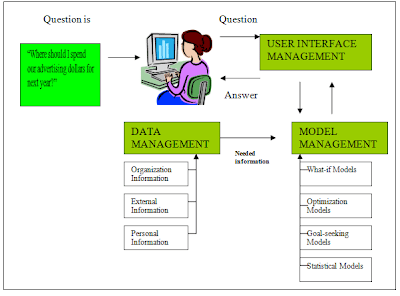 Question is
Question
"Where should I spend
our advertising dollars for
next year?"
USER INTERFACE
MANAGEMENT
Answer
DATA
MANAGEMENT
Needed
information
MODEL
MANAGEMENT
Organization
Information
External
Information
Personal
Information
What-if Models
Optimization
Models
Goal-seeking
Models
Statistical Models